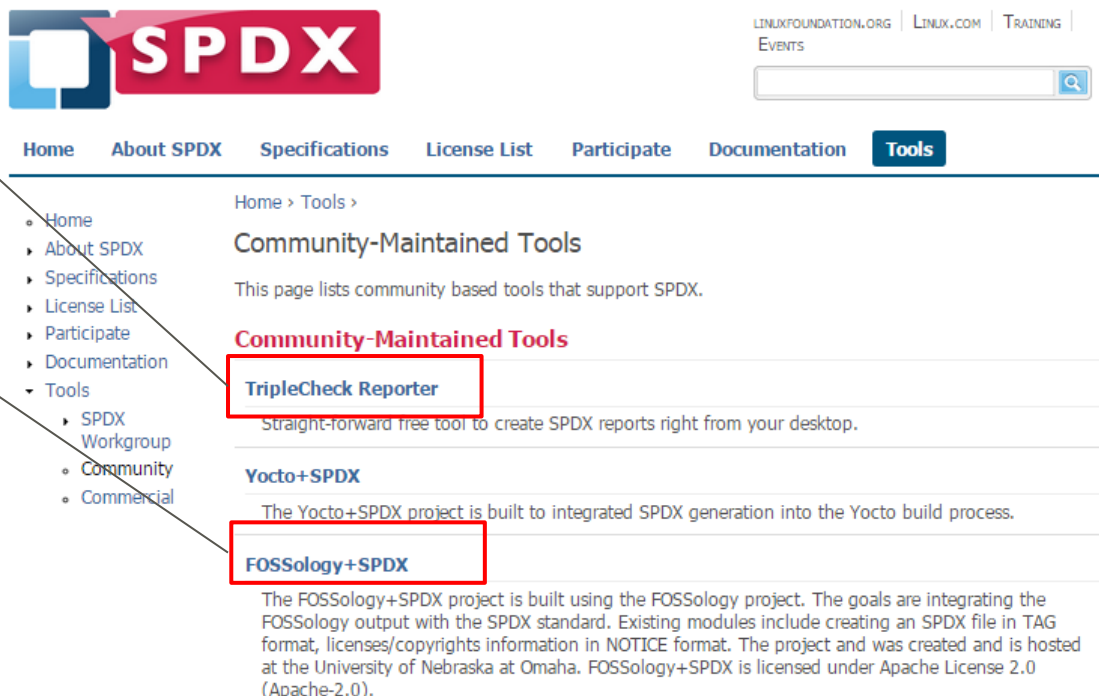 SPDX
LINUXFOUNDATION.ORG LINUX.COM TRAINING
EVENTS
Home About SPDX Specifications License List Participate Documentation Tools
Home
About SPDX
Specifications
License List
Participate
Documentation
Tools
SPDX
Workgroup
Community
Commercial
Home › Tools ›
Community-Maintained Tools
This page lists community based tools that support SPDX.
Community-Maintained Tools
TripleCheck Reporter
Straight-forward free tool to create SPDX reports right from your desktop.
Yocto+SPDX
The Yocto+SPDX project is built to integrated SPDX generation into the Yocto build process.
FOSSology+SPDX
The FOSSology+SPDX project is built using the FOSSology project. The goals are integrating the
FOSSology output with the SPDX standard. Existing modules include creating an SPDX file in TAG
format, licenses/copyrights information in NOTICE format. The project and was created and is hosted
at the University of Nebraska at Omaha. FOSSology+SPDX is licensed under Apache License 2.0
(Apache-2.0).